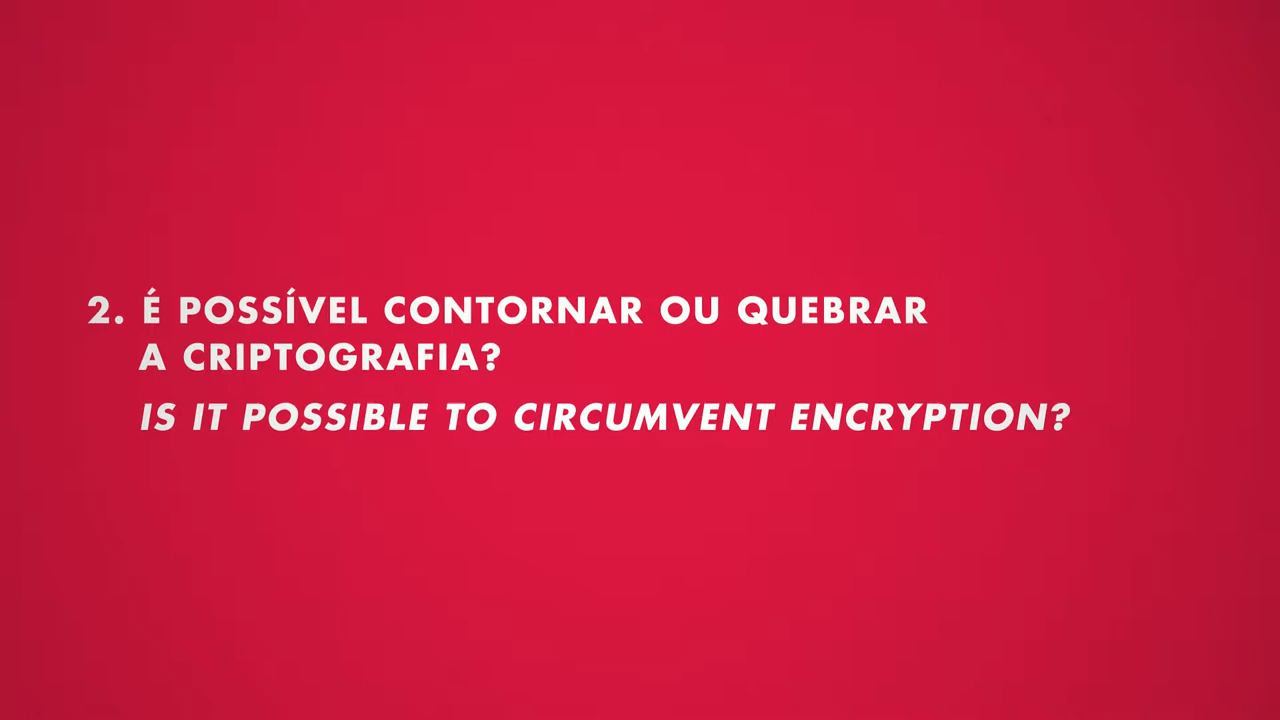 2. É POSSÍVEL CONTORNAR OU QUEBRAR
A CRIPTOGRAFIA?
IS IT POSSIBLE TO CIRCUMVENT ENCRYPTION?